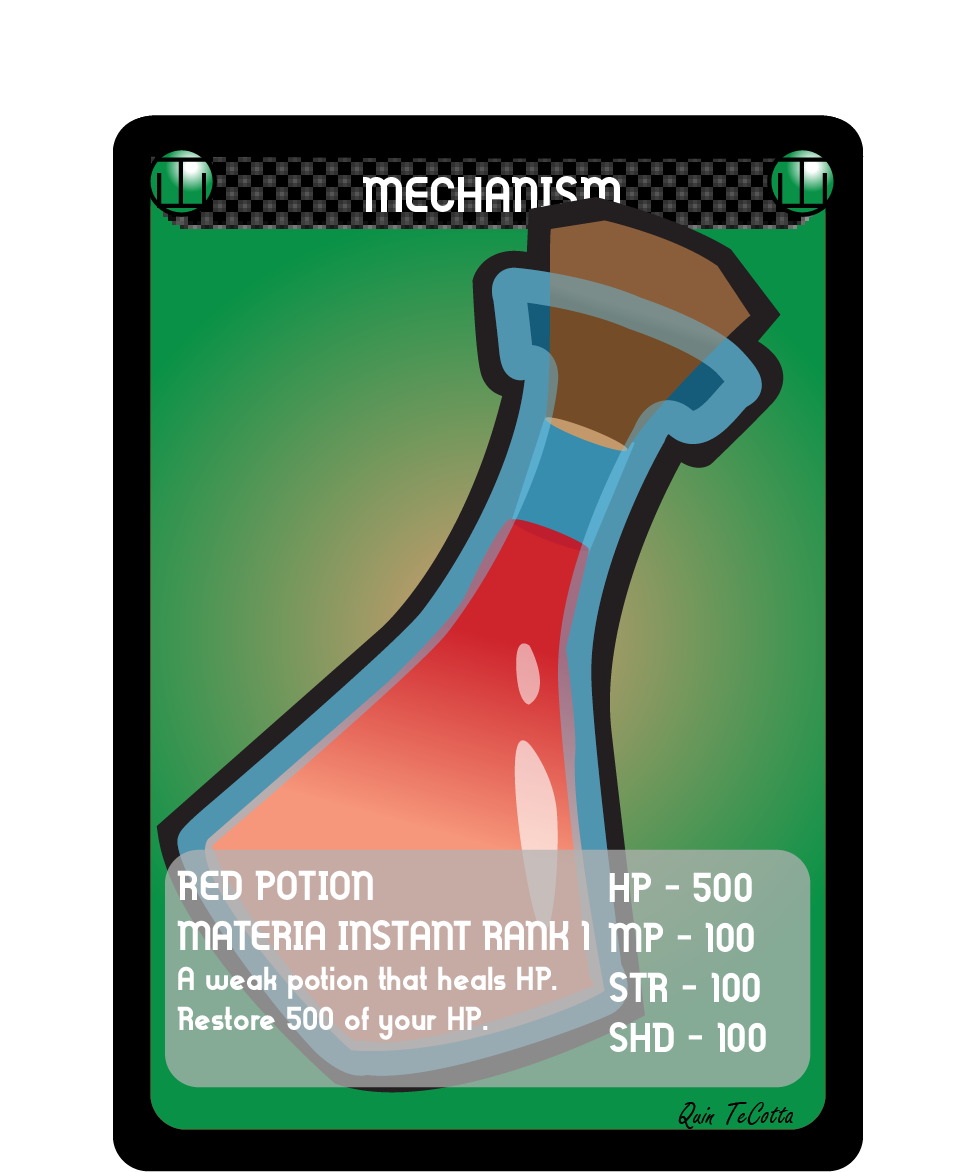 MECHANISM
RED POTION
MATERIA INSTANT RANK 1
A weak potion that heals HP.
Restore 500 of your HP.
HP - 500
MP - 100
STR - 100
SHD - 100
Quin TeCotta